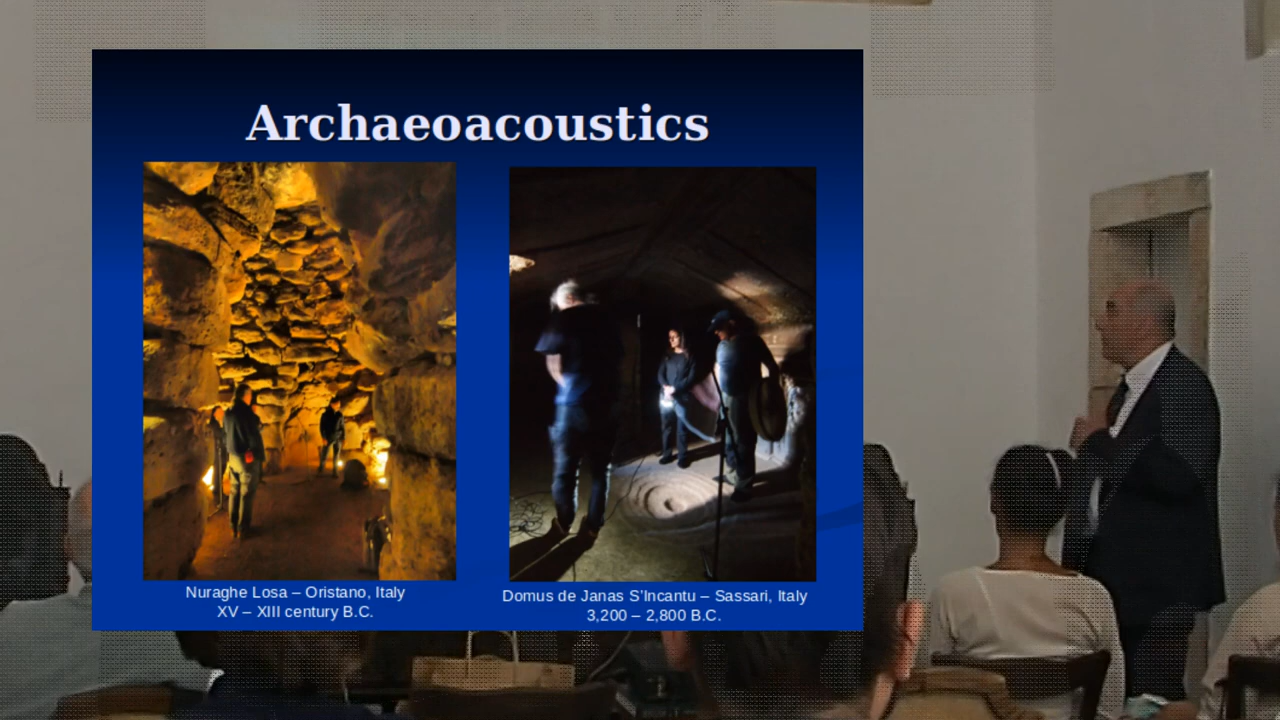 Archaeoacoustics
Nuraghe Losa – Oristano, Italy
XV – XIII century B.C.
Domus de Janas S'Incantu – Sassari, Italy
3,200 – 2,800 B.C.